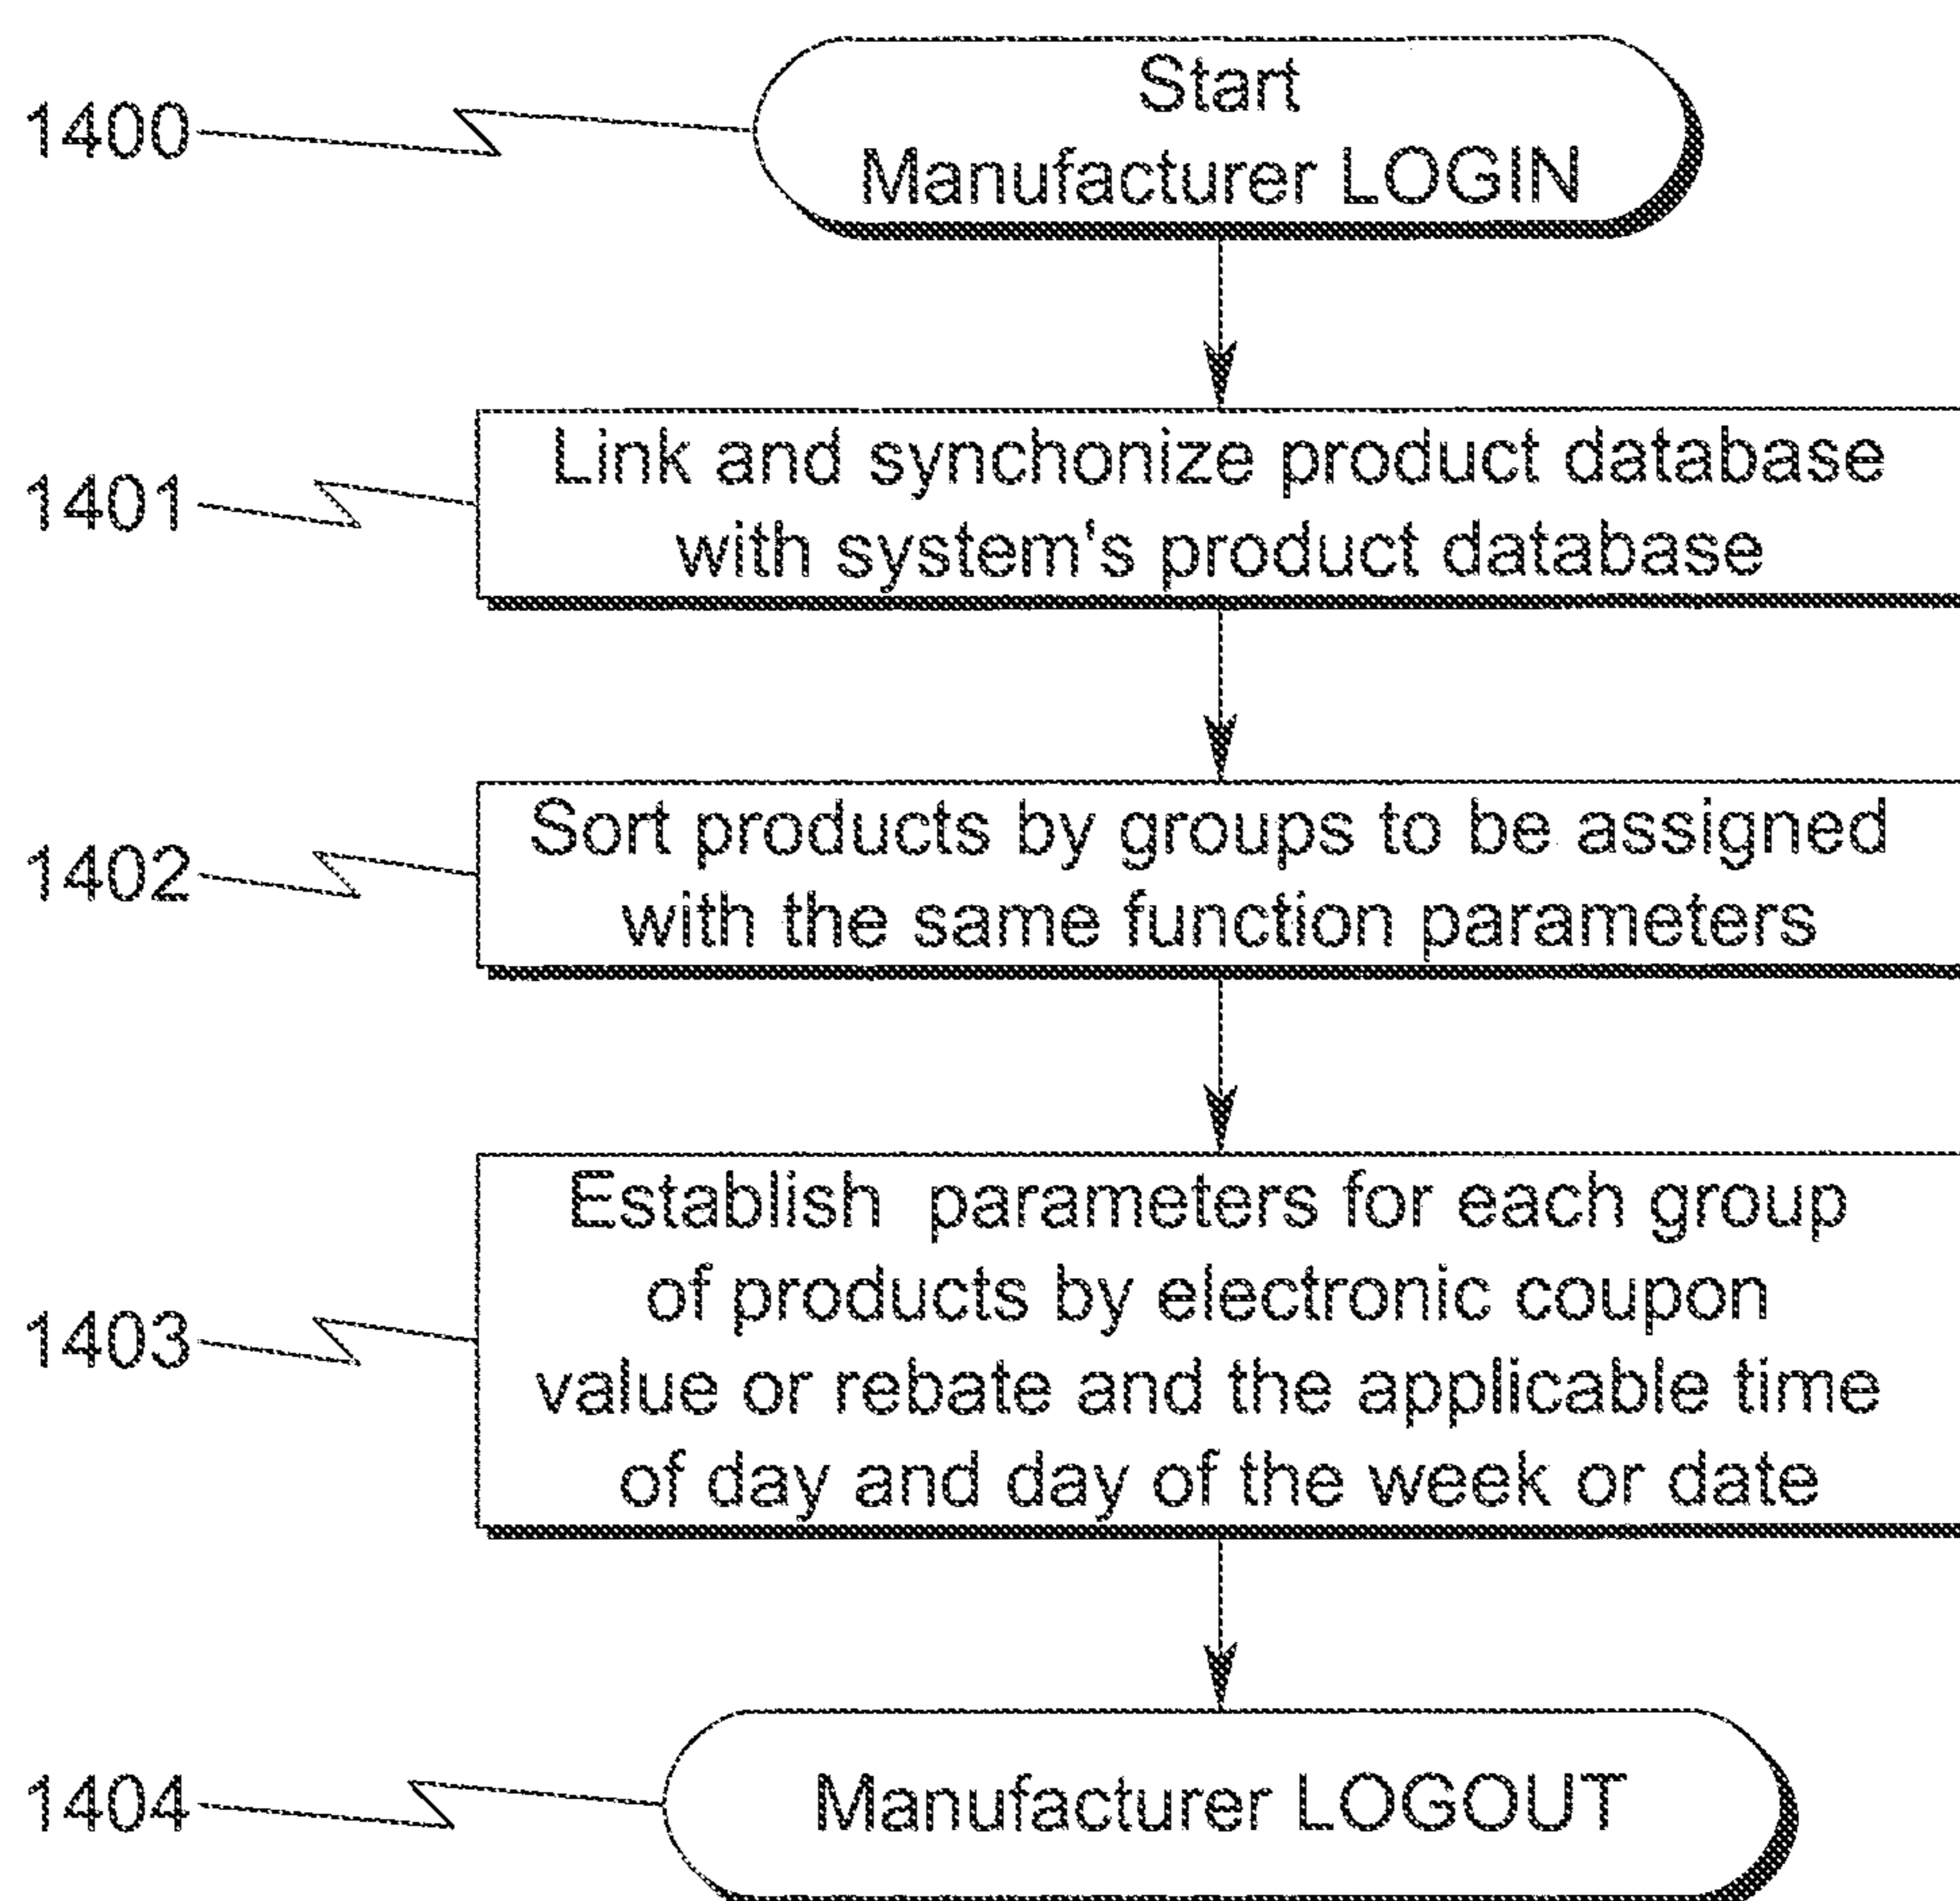 1400
Start
Manufacturer LOGIN
1401
Link and synchonize product database
with system's product database
1402
Sort products by groups to be assigned
with the same function parameters
1403
Establish parameters for each group
of products by electronic coupon
value or rebate and the applicable time
of day and day of the week or date
1404
Manufacturer LOGOUT